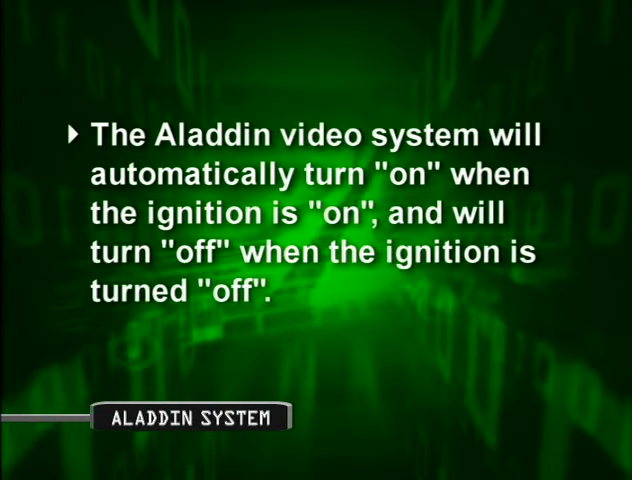 The Aladdin video system will
automatically turn "on" when
the ignition is "on", and will
turn "off" when the ignition is
turned "off".
ALADDIN SYSTEM